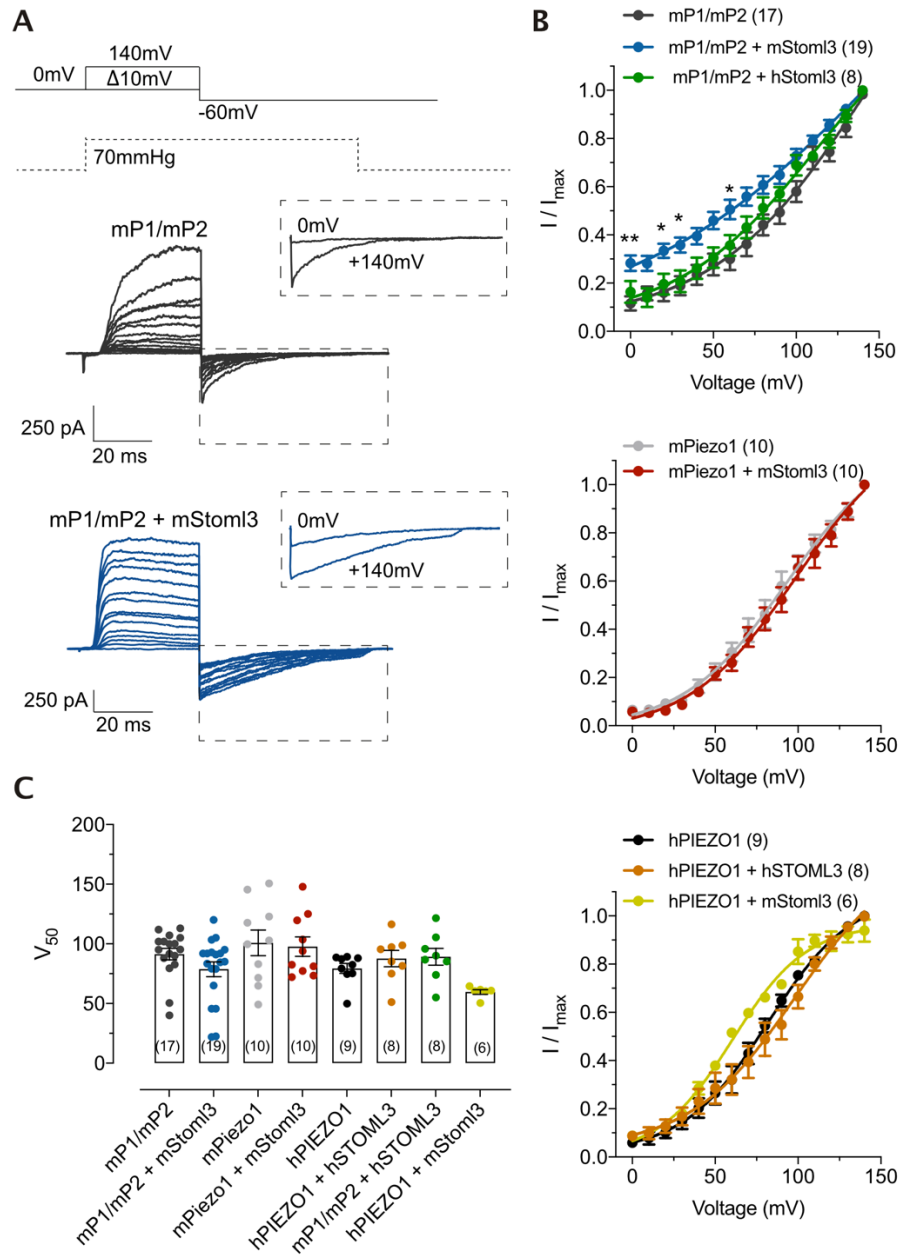 A
140mV
0mV
Δ10mV
-60mV
70mmHg
mP1/mP2
0mV
+140mV
250 pA
20 ms
mP1/mP2 + mStoml3
0mV
+140mV
250 pA
20 ms
B
mP1/mP2 (17)
mP1/mP2 + mStoml3 (19)
mP1/mP2 + hStoml3 (8)
1.0
0.8
0.6
0.4
0.2
0.0
I / Imax
** * * *
0 50 100 150
Voltage (mV)
mPiezo1 (10)
mPiezo1 + mStoml3 (10)
1.0
0.8
0.6
0.4
0.2
0.0
I / Imax
0 50 100 150
Voltage (mV)
hPIEZO1 (9)
hPIEZO1 + hSTOML3 (8)
hPIEZO1 + mStoml3 (6)
1.0
0.8
0.6
0.4
0.2
0.0
I / Imax
0 50 100 150
Voltage (mV)
C
200
150
100
50
0
V50
(17) (19) (10) (10) (9) (8) (8) (6)
mP1/mP2
mP1/mP2 + mStoml3
mPiezo1
mPiezo1 + mStoml3
hPIEZO1
hPIEZO1 + hSTOML3
mP1/mP2 + hSTOML3
hPIEZO1 + mStoml3